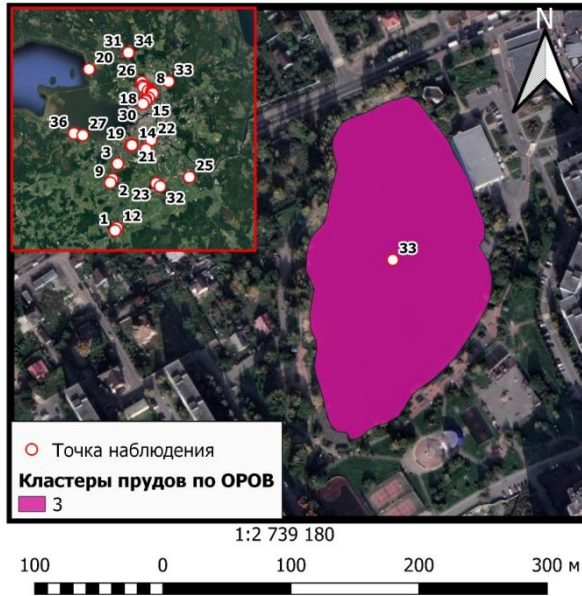 N
31 34
20
26 8 33
18 15
30
36 27 19 14 22
3 21
9 25
2 23 32
1 12
33
Точка наблюдения
Кластеры прудов по ОРОВ
3
1:2 739 180
100 0 100 200 300 м